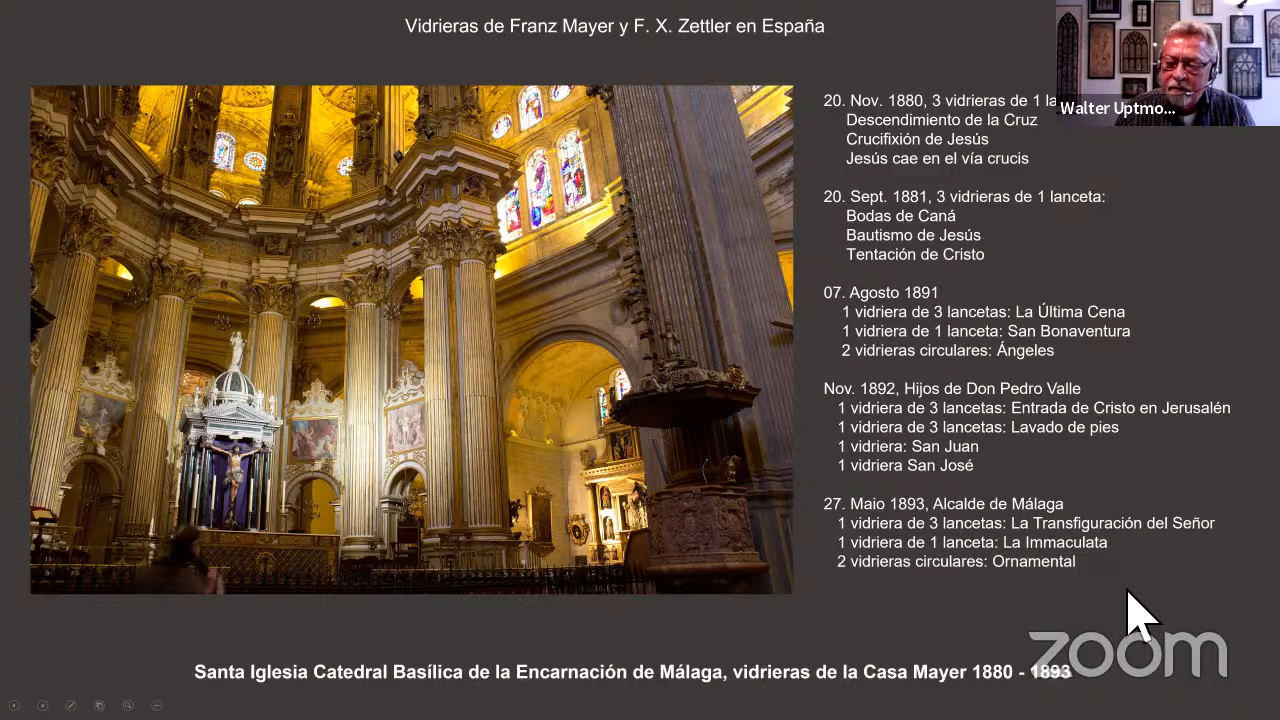 Vidrieras de Franz Mayer y F. X. Zettler en España
20. Nov. 1880, 3 vidrieras de 1
Descendimiento de la Cruz
Crucifixión de Jesús
Jesús cae en el vía crucis
20. Sept. 1881, 3 vidrieras de 1 lanceta:
Bodas de Caná
Bautismo de Jesús
Tentación de Cristo
07. Agosto 1891
1 vidriera de 3 lancetas: La Última Cena
1 vidriera de 1 lanceta: San Bonaventura
2 vidrieras circulares: Ángeles
Nov. 1892, Hijos de Don Pedro Valle
1 vidriera de 3 lancetas: Entrada de Cristo en Jerusalén
1 vidriera de 3 lancetas: Lavado de pies
1 vidriera: San Juan
1 vidriera San José
27. Maio 1893, Alcalde de Málaga
1 vidriera de 3 lancetas: La Transfiguración del Señor
1 vidriera de 1 lanceta: La Immaculata
2 vidrieras circulares: Ornamental
Santa Iglesia Catedral Basílica de la Encarnación de Málaga, vidrieras de la Casa Mayer 1880 - 1893
Walter Uptmo...
zoom